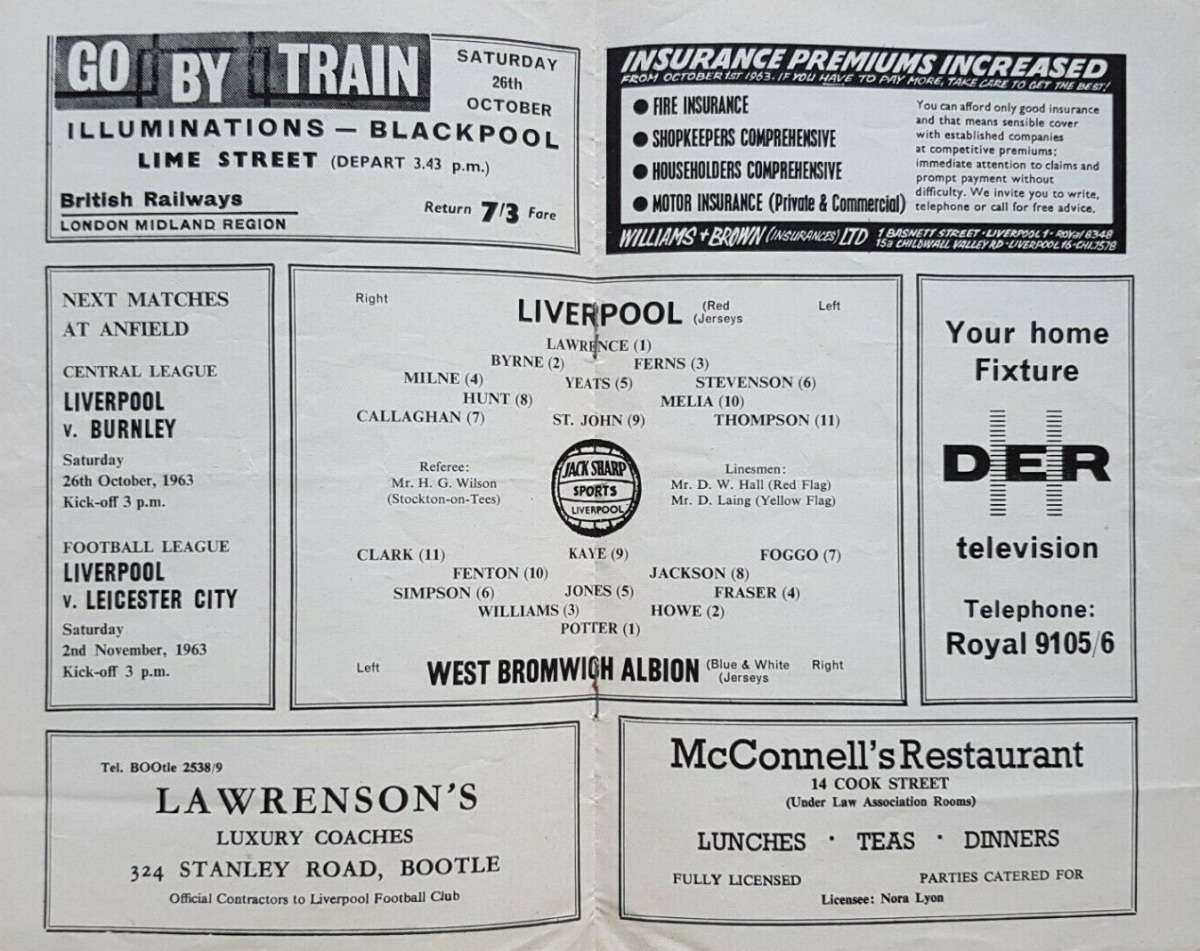 GO BY TRAIN
SATURDAY
26th
OCTOBER
ILLUMINATIONS — BLACKPOOL
LIME STREET (DEPART 3.43 p.m.)
British Railways
LONDON MIDLAND REGION
Return 7/3 Fare
INSURANCE PREMIUMS INCREASED
FROM OCTOBER 1ST 1963. IF YOU HAVE TO PAY MORE, TAKE CARE TO GET THE BEST!
● FIRE INSURANCE
● SHOPKEEPERS COMPREHENSIVE
● HOUSEHOLDERS COMPREHENSIVE
● MOTOR INSURANCE (Private & Commercial)
You can afford only good insurance
and that means sensible cover
with established companies
at competitive premiums;
immediate attention to claims and
prompt payment without
difficulty. We invite you to write,
telephone or call for free advice.
WILLIAMS + BROWN (INSURANCES) LTD
1 BASNETT STREET · LIVERPOOL 1 · ROyal 6348
15a CHILDWALL VALLEY RD · LIVERPOOL 16 · CHI.7578
NEXT MATCHES
AT ANFIELD
CENTRAL LEAGUE
LIVERPOOL
v. BURNLEY
Saturday
26th October, 1963
Kick-off 3 p.m.
FOOTBALL LEAGUE
LIVERPOOL
v. LEICESTER CITY
Saturday
2nd November, 1963
Kick-off 3 p.m.
Right LIVERPOOL (Red Left
(Jerseys
LAWRENCE (1)
BYRNE (2) FERNS (3)
MILNE (4) YEATS (5) STEVENSON (6)
HUNT (8) MELIA (10)
CALLAGHAN (7) ST. JOHN (9) THOMPSON (11)
Referee:
Mr. H. G. Wilson
(Stockton-on-Tees)
JACK SHARP
SPORTS
LIVERPOOL
Linesmen:
Mr. D. W. Hall (Red Flag)
Mr. D. Laing (Yellow Flag)
CLARK (11) KAYE (9) FOGGO (7)
FENTON (10) JACKSON (8)
SIMPSON (6) JONES (5) FRASER (4)
WILLIAMS (3) HOWE (2)
POTTER (1)
Left WEST BROMWICH ALBION (Blue & White Right
(Jerseys
Your home
Fixture
DER
television
Telephone:
Royal 9105/6
Tel. BOOtle 2538/9
LAWRENSON'S
LUXURY COACHES
324 STANLEY ROAD, BOOTLE
Official Contractors to Liverpool Football Club
McConnell's Restaurant
14 COOK STREET
(Under Law Association Rooms)
LUNCHES · TEAS · DINNERS
FULLY LICENSED PARTIES CATERED FOR
Licensee: Nora Lyon